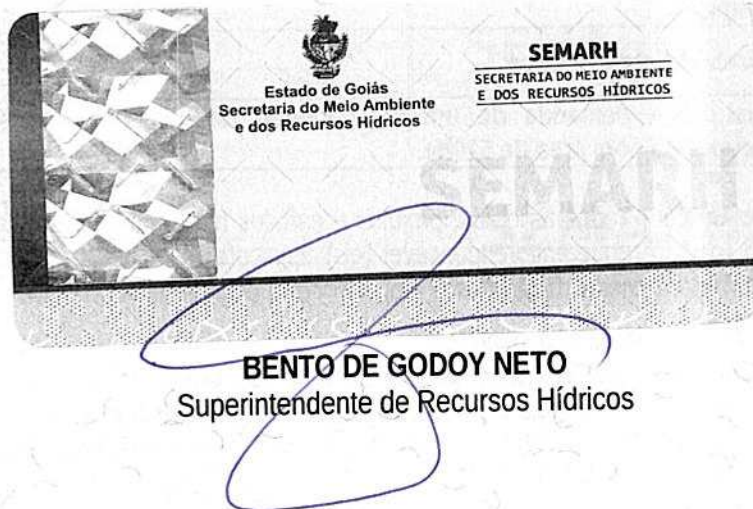 Estado de Goiás
Secretaria do Meio Ambiente
e dos Recursos Hídricos
SEMARH
SECRETARIA DO MEIO AMBIENTE
E DOS RECURSOS HÍDRICOS
SEMARH
BENTO DE GODOY NETO
Superintendente de Recursos Hídricos